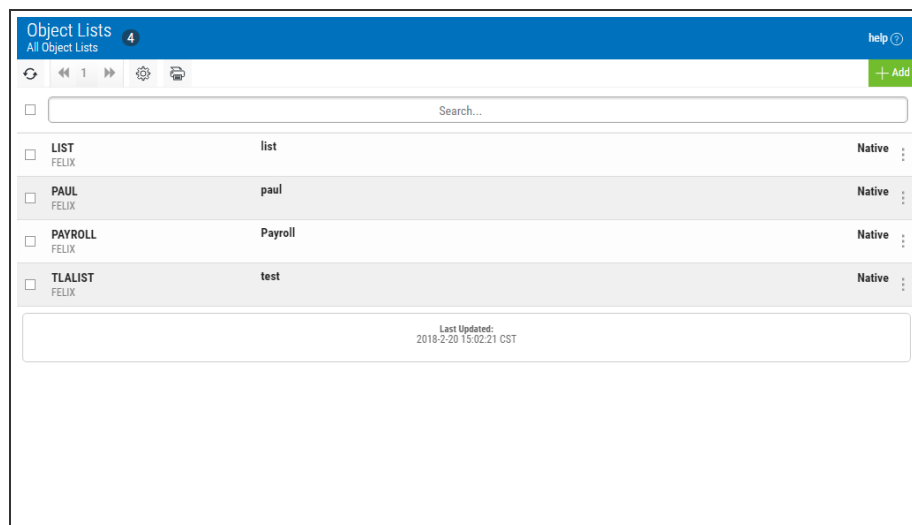 Object Lists 4
All Object Lists
help ?
1
+ Add
Search...
LIST list Native
FELIX
PAUL paul Native
FELIX
PAYROLL Payroll Native
FELIX
TLALIST test Native
FELIX
Last Updated:
2018-2-20 15:02:21 CST